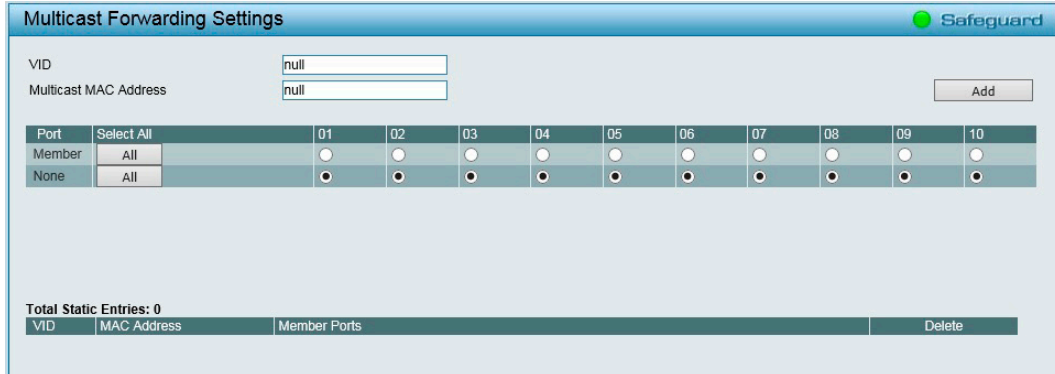 Multicast Forwarding Settings Safeguard
VID null
Multicast MAC Address null Add
Port Select All 01 02 03 04 05 06 07 08 09 10
Member All
None All
Total Static Entries: 0
VID MAC Address Member Ports Delete